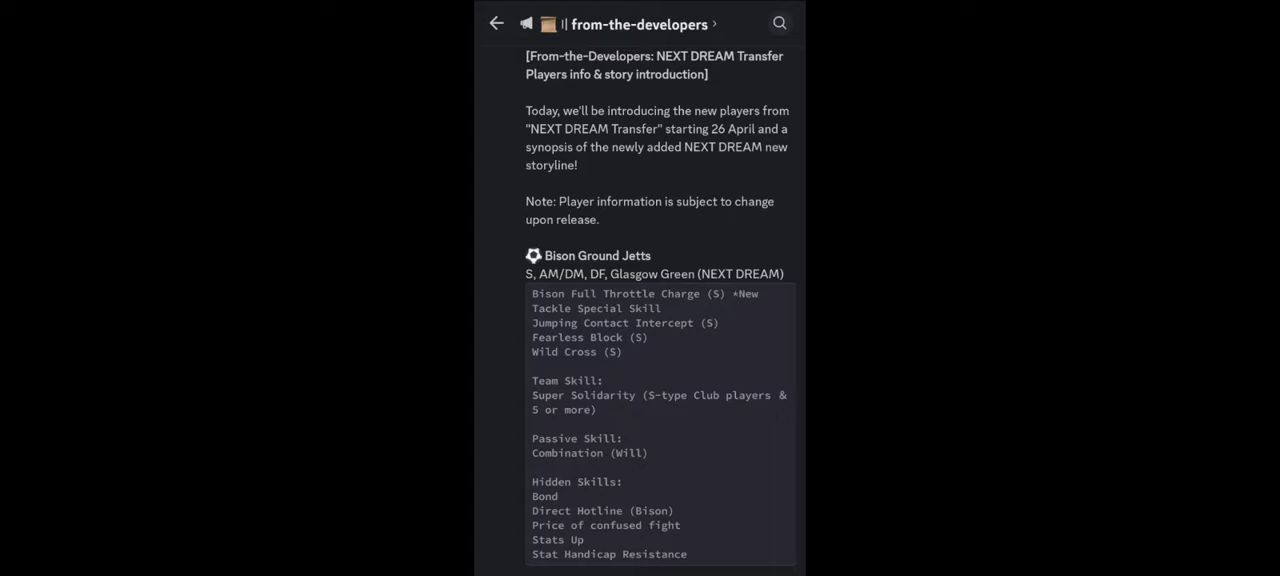 || from-the-developers ›
[From-the-Developers: NEXT DREAM Transfer
Players info & story introduction]
Today, we'll be introducing the new players from
"NEXT DREAM Transfer" starting 26 April and a
synopsis of the newly added NEXT DREAM new
storyline!
Note: Player information is subject to change
upon release.
Bison Ground Jetts
S, AM/DM, DF, Glasgow Green (NEXT DREAM)
Bison Full Throttle Charge (S) *New
Tackle Special Skill
Jumping Contact Intercept (S)
Fearless Block (S)
Wild Cross (S)
Team Skill:
Super Solidarity (S-type Club players &
5 or more)
Passive Skill:
Combination (Will)
Hidden Skills:
Bond
Direct Hotline (Bison)
Price of confused fight
Stats Up
Stat Handicap Resistance